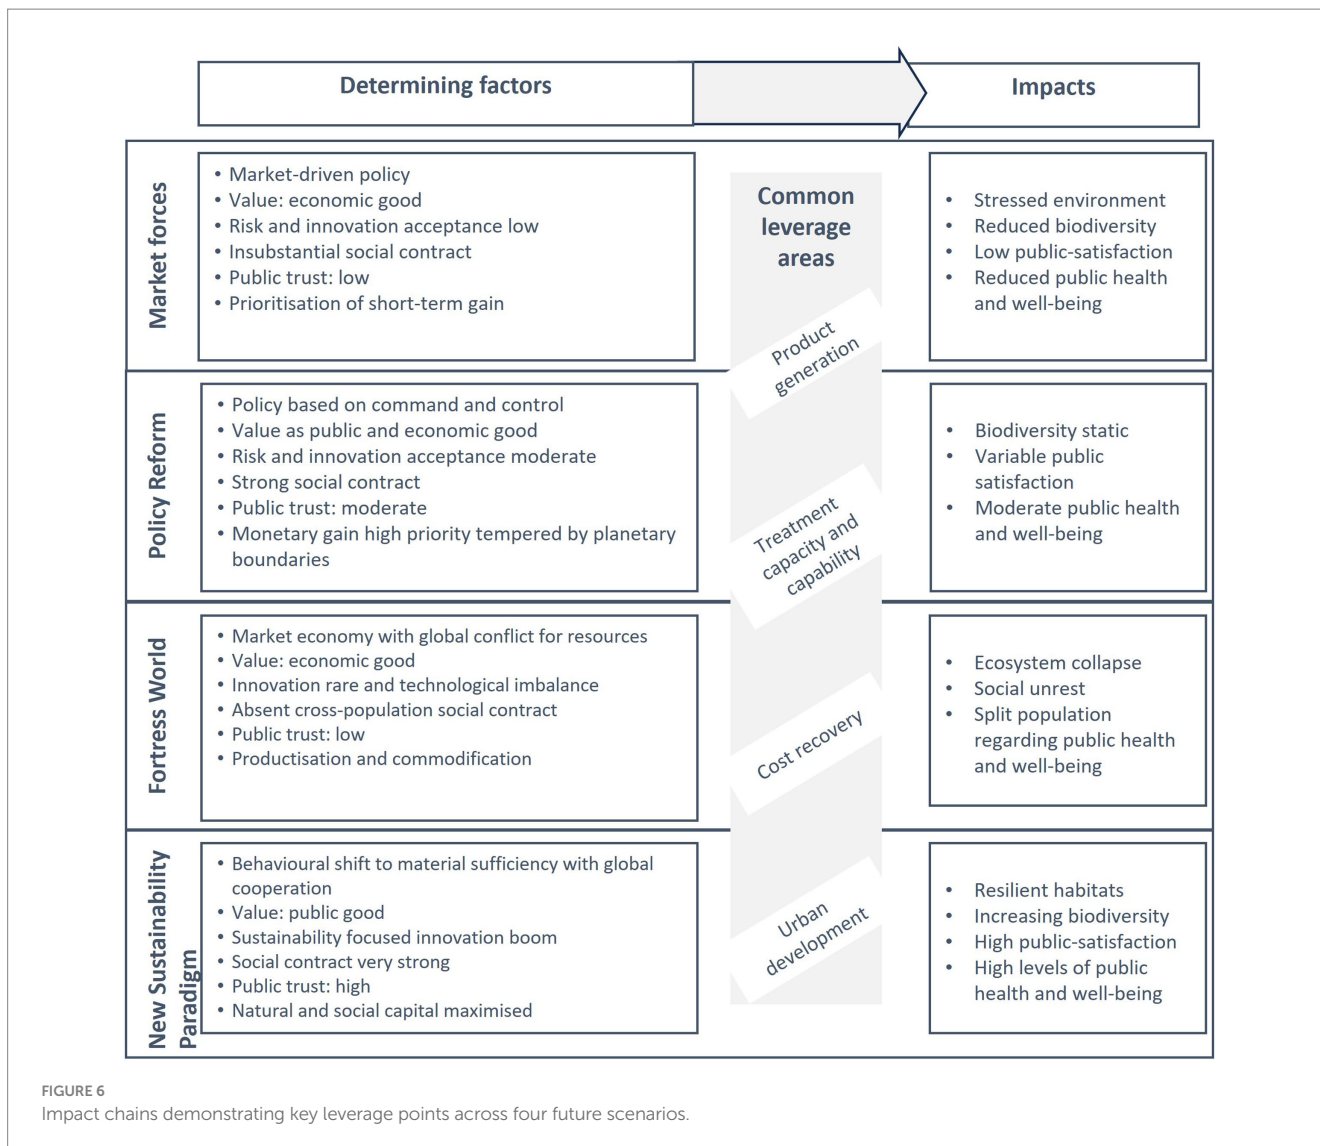 Determining factors
Impacts
Market forces
• Market-driven policy
• Value: economic good
• Risk and innovation acceptance low
• Insubstantial social contract
• Public trust: low
• Prioritisation of short-term gain
Common
leverage
areas
• Stressed environment
• Reduced biodiversity
• Low public-satisfaction
• Reduced public health
and well-being
Product
generation
Policy Reform
• Policy based on command and control
• Value as public and economic good
• Risk and innovation acceptance moderate
• Strong social contract
• Public trust: moderate
• Monetary gain high priority tempered by planetary
boundaries
Treatment
capacity and
capability
• Biodiversity static
• Variable public
satisfaction
• Moderate public health
and well-being
Fortress World
• Market economy with global conflict for resources
• Value: economic good
• Innovation rare and technological imbalance
• Absent cross-population social contract
• Public trust: low
• Productisation and commodification
Cost recovery
• Ecosystem collapse
• Social unrest
• Split population
regarding public health
and well-being
New Sustainability
Paradigm
• Behavioural shift to material sufficiency with global
cooperation
• Value: public good
• Sustainability focused innovation boom
• Social contract very strong
• Public trust: high
• Natural and social capital maximised
Urban
development
• Resilient habitats
• Increasing biodiversity
• High public-satisfaction
• High levels of public
health and well-being
FIGURE 6
Impact chains demonstrating key leverage points across four future scenarios.